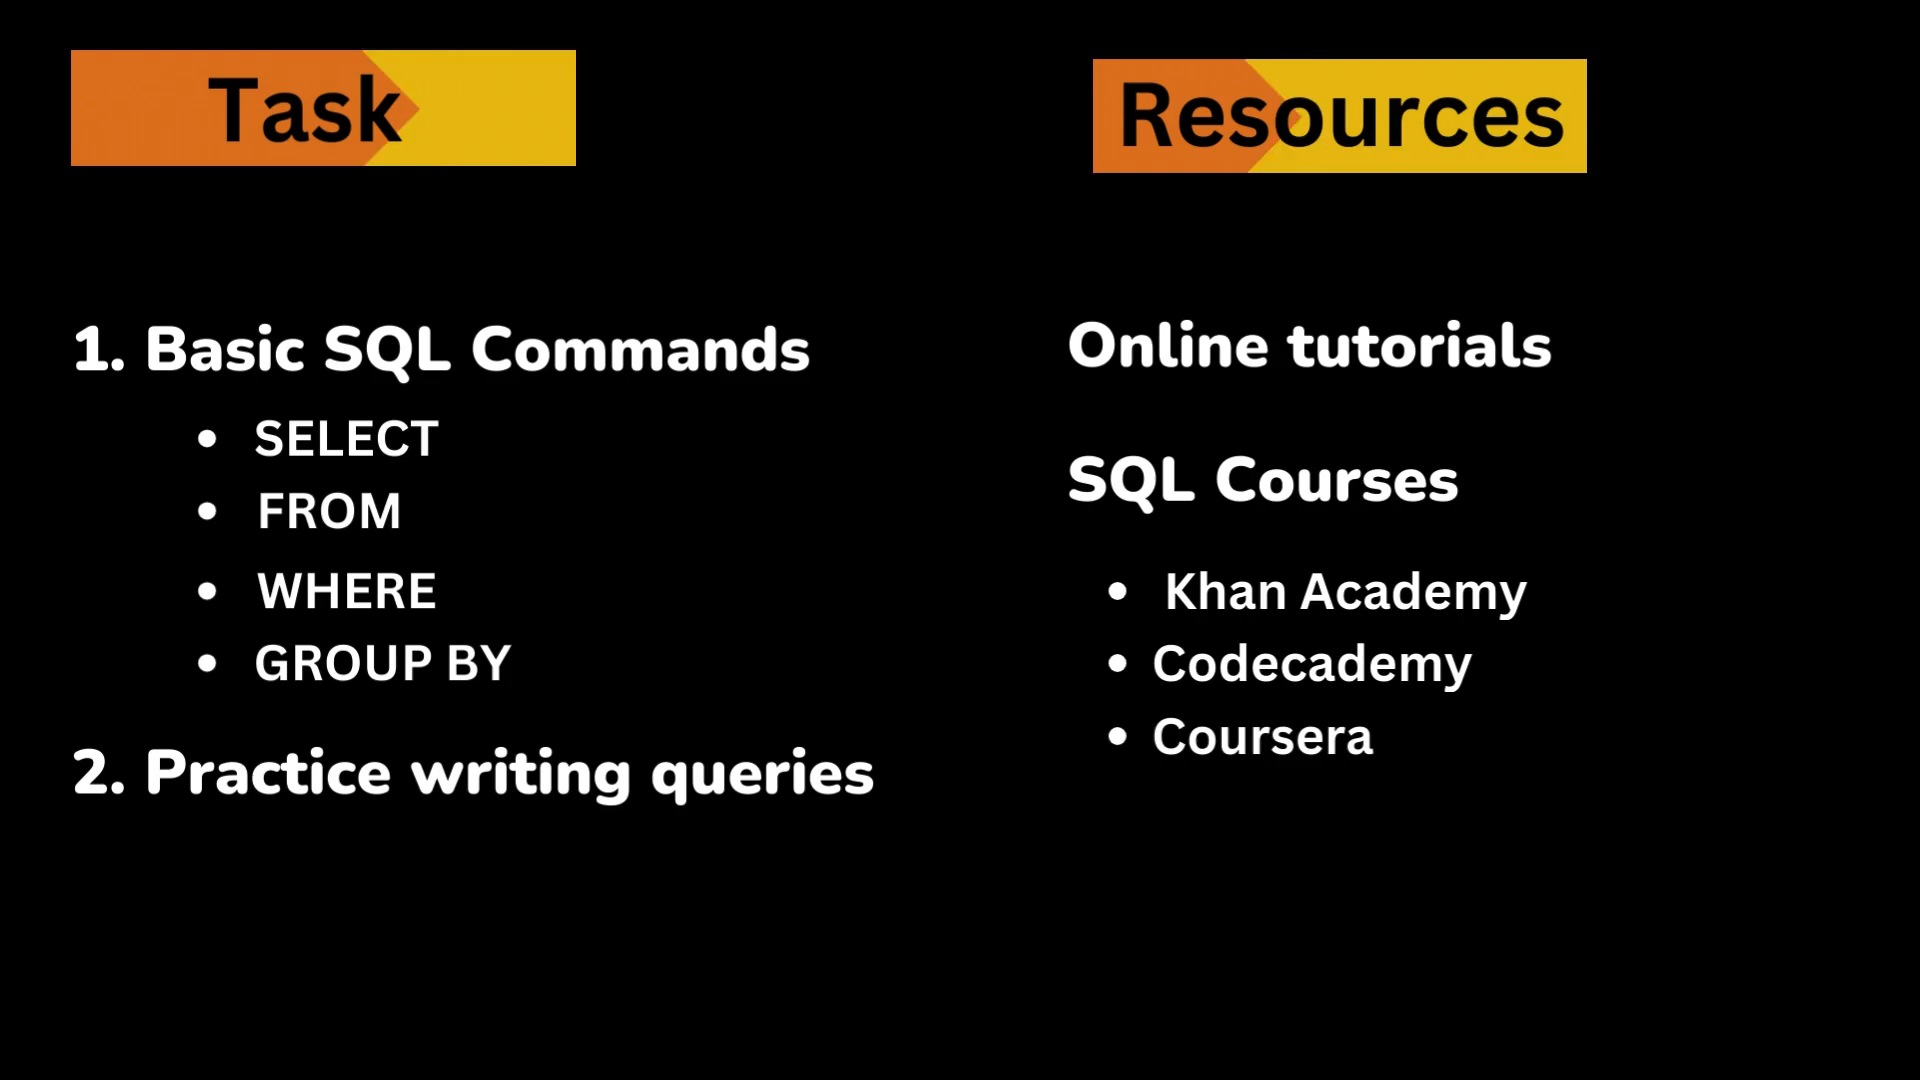 Task
1. Basic SQL Commands
• SELECT
• FROM
• WHERE
• GROUP BY
2. Practice writing queries
Resources
Online tutorials
SQL Courses
• Khan Academy
• Codecademy
• Coursera